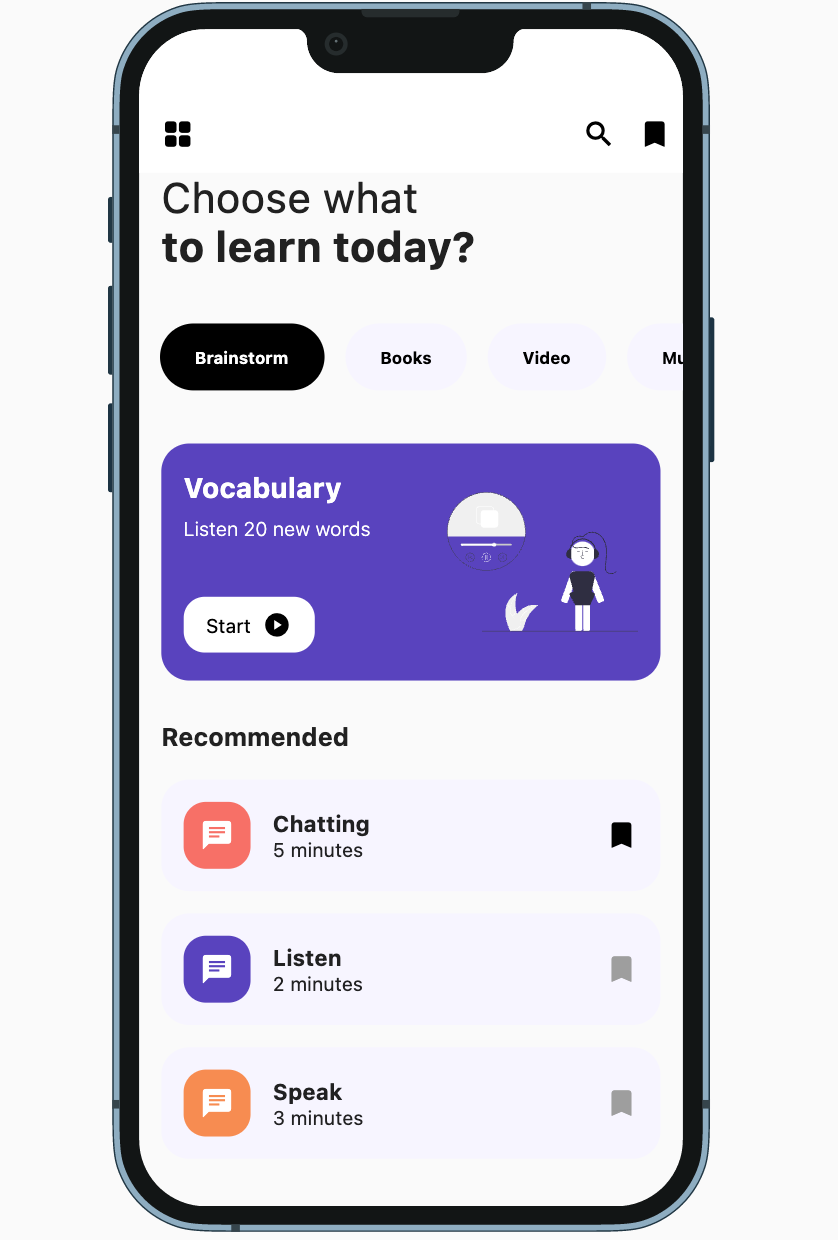 Choose what
to learn today?
Brainstorm
Books
Video
Mu
Vocabulary
Listen 20 new words
Start
Recommended
Chatting
5 minutes
Listen
2 minutes
Speak
3 minutes